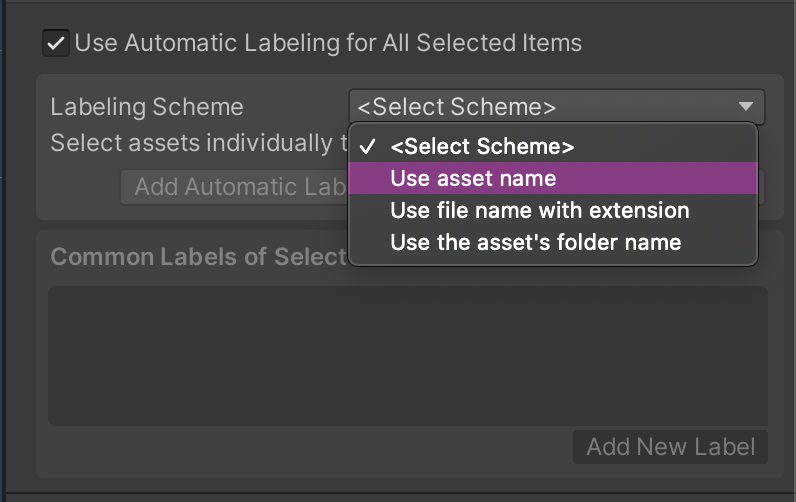 Use Automatic Labeling for All Selected Items
Labeling Scheme
<Select Scheme>
Select assets individually t
<Select Scheme>
Use asset name
Use file name with extension
Use the asset's folder name
Add Automatic Lab
Common Labels of Select
Add New Label